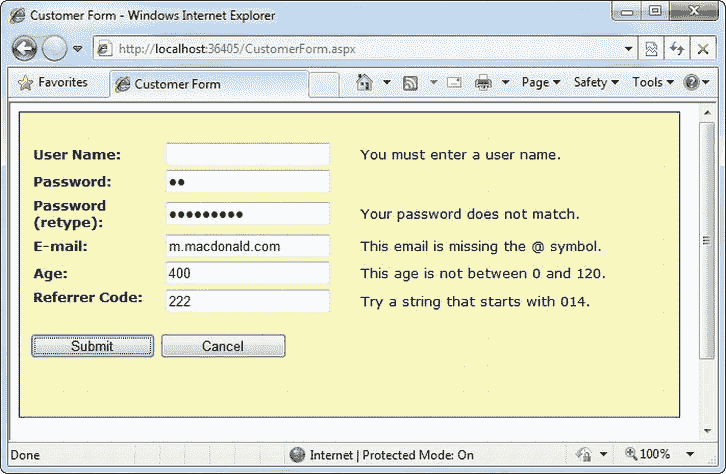 Customer Form - Windows Internet Explorer
http://localhost:36405/CustomerForm.aspx
Favorites
Customer Form
Page
Safety
Tools
User Name:
You must enter a user name.
Password:
●●
Password
(retype):
●●●●●●●●●
Your password does not match.
E-mail:
m.macdonald.com
This email is missing the @ symbol.
Age:
400
This age is not between 0 and 120.
Referrer Code:
222
Try a string that starts with 014.
Submit
Cancel
Done
Internet | Protected Mode: On
100%